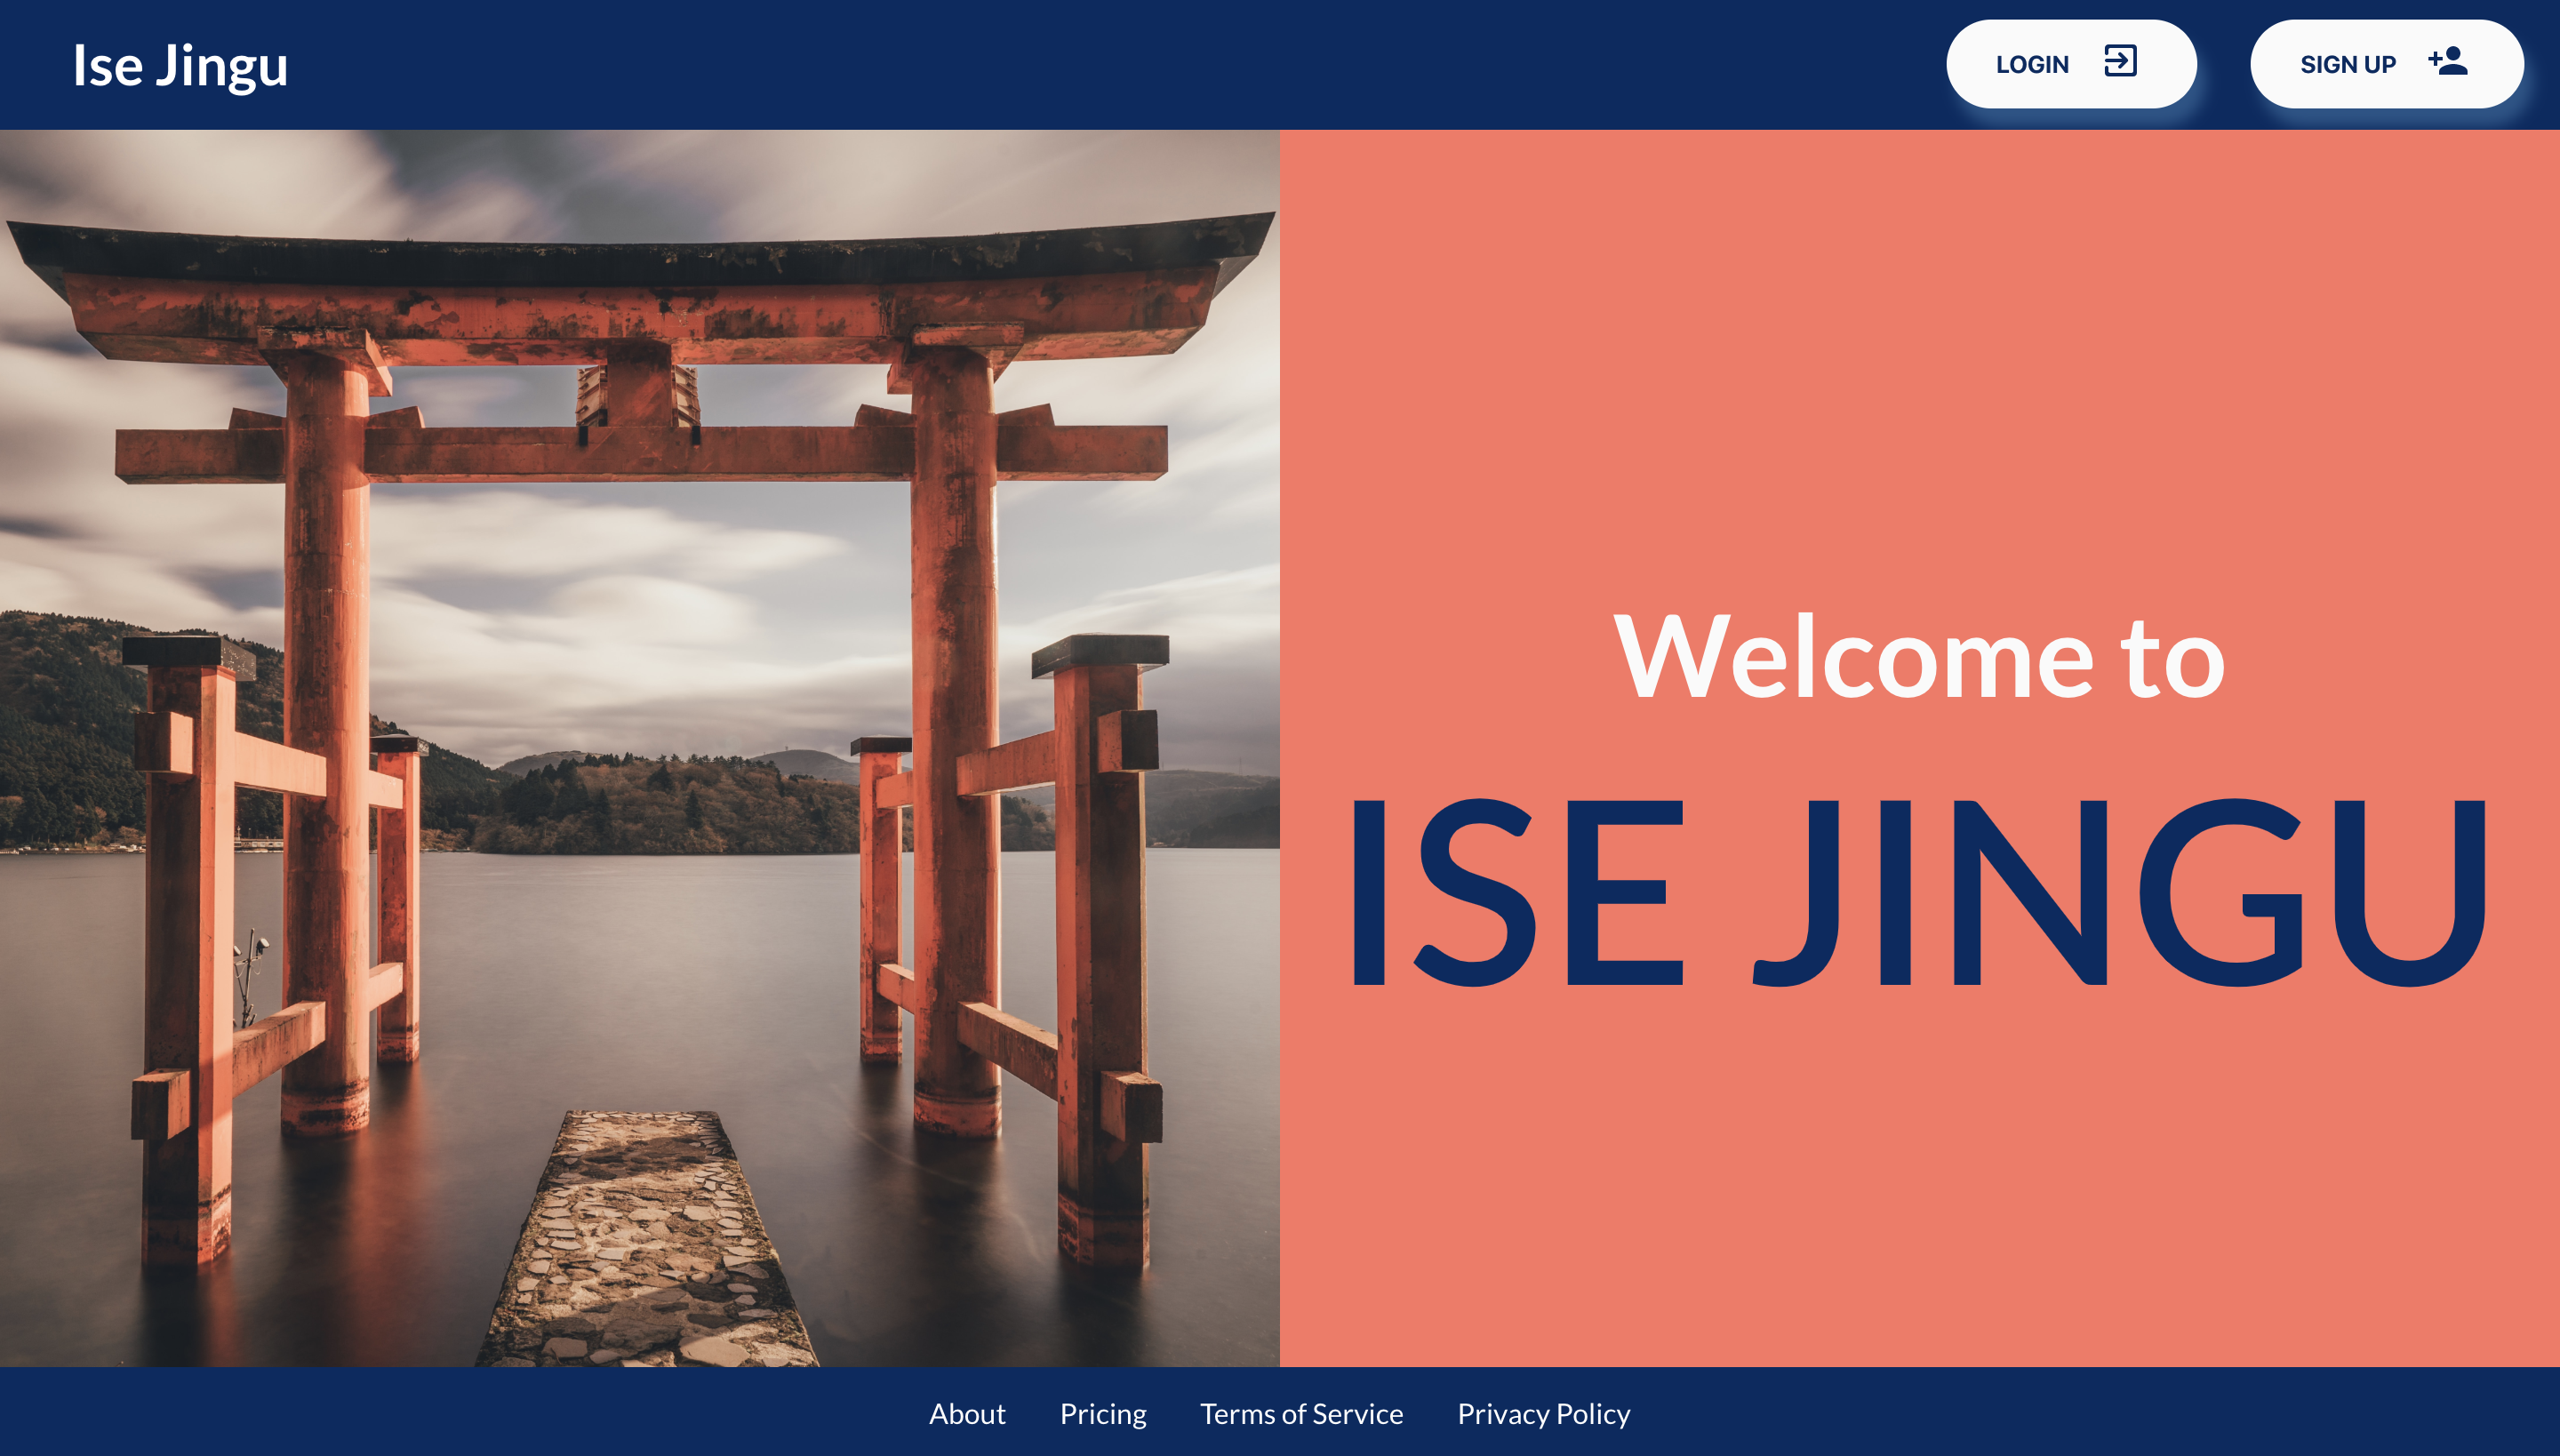 Ise Jingu
LOGIN
SIGN UP
Welcome to
ISE JINGU
About
Pricing
Terms of Service
Privacy Policy